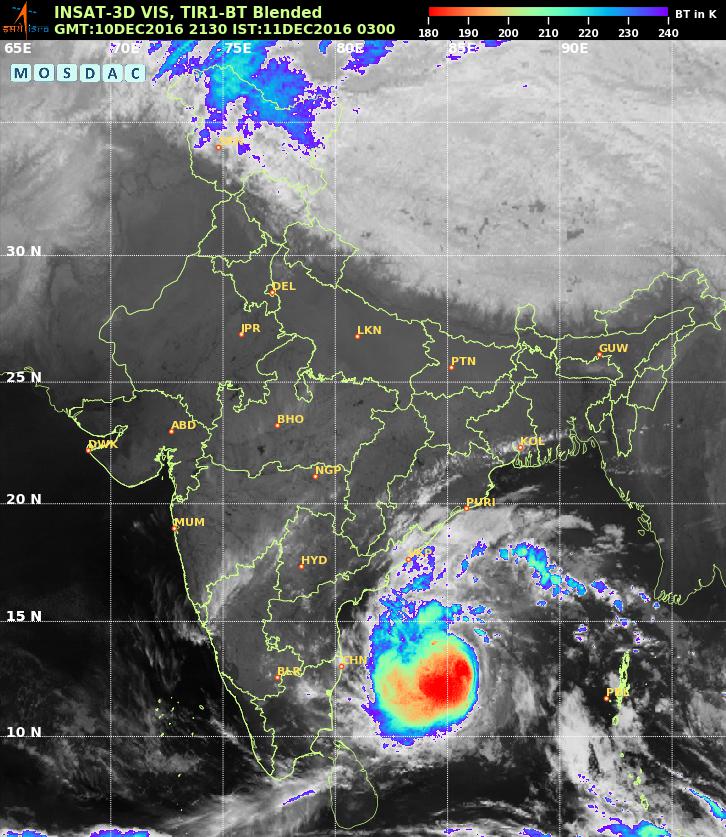 INSAT-3D VIS, TIR1-BT Blended
GMT:10DEC2016 2130 IST:11DEC2016 0300
BT in K
180 190 200 210 220 230 240
65E 70E 75E 80E 85E 90E
MOSDAC
30 N
DEL
JPR LKN
GUW
PTN
25 N
ABD BHO
DWK KOL
NGP
20 N
PURI
MUM
HYD
15 N
CHN
BLR
10 N